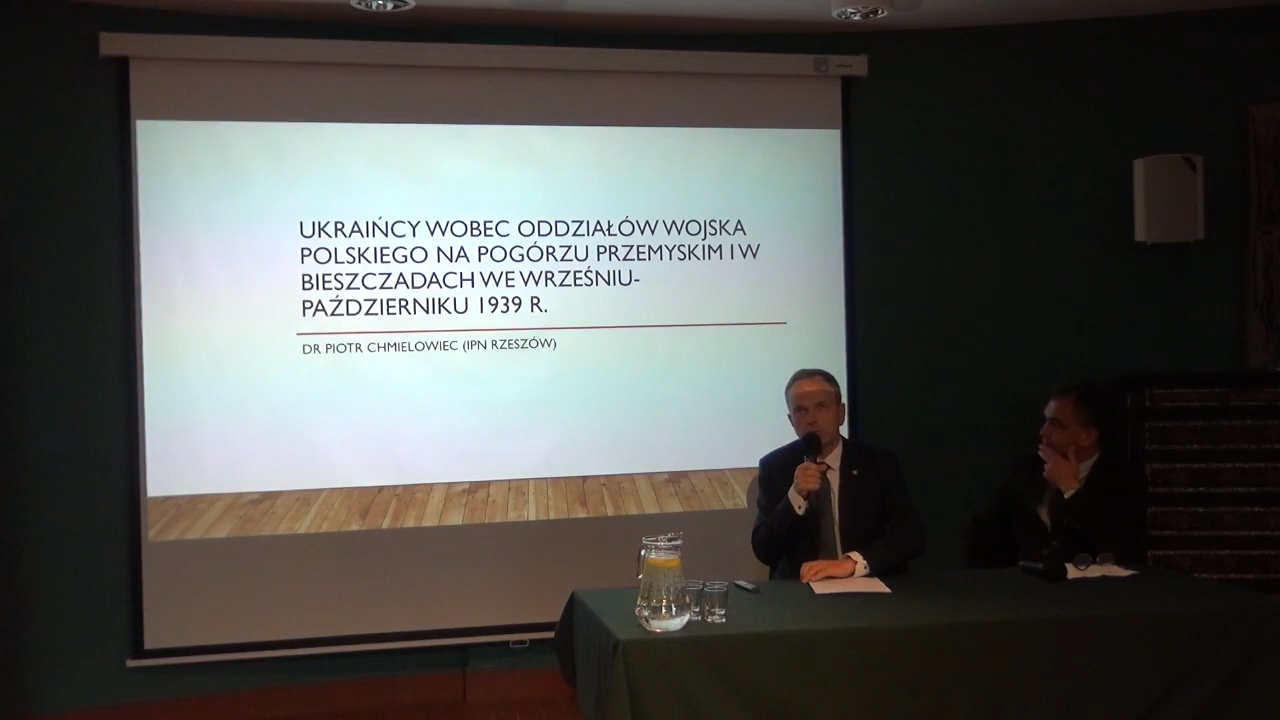 UKRAIŃCY WOBEC ODDZIAŁÓW WOJSKA
POLSKIEGO NA POGÓRZU PRZEMYSKIM I W
BIESZCZADACH WE WRZEŚNIU-
PAŹDZIERNIKU 1939 R.
DR PIOTR CHMIELOWIEC (IPN RZESZÓW)